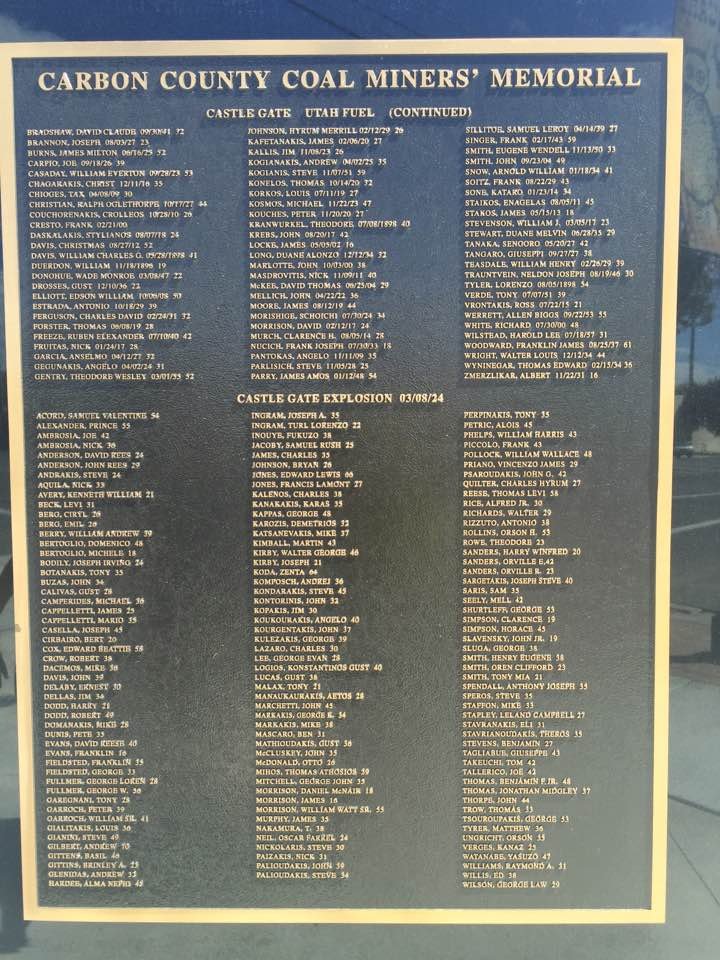 CARBON COUNTY COAL MINERS' MEMORIAL
CASTLE GATE UTAH FUEL (CONTINUED)
BRADSHAW, DAVID CLAUDE 32
BRANNON, JOSEPH 08/03/27 23
BURNS, JAMES MILTON 06/16/25 52
CARPIO, JOE 09/18/26 39
CASADAY, WILLIAM EVERTON 09/28/23 53
CHAGARAKIS, CHRIST 12/11/16 35
CHIOGES, TAX 04/08/09 30
CHRISTIAN, RALPH OGLETHORPE 10/17/27 44
COUCHORENAKIS, CROLLEOS 10/28/10 26
CRESTO, FRANK 02/21/00
DASKALAKIS, STYLIANOS 08/07/18 24
DAVIS, CHRISTMAS 08/27/12 52
DAVIS, WILLIAM CHARLES G. 05/28/1898 41
DUERDON, WILLIAM 11/18/1896 19
DONOHUE, WADE MONROE 03/08/47 22
DROSSES, GUST 12/10/36 22
ELLIOTT, EDSON WILLIAM 10/06/08 50
ESTRADA, ANTONIO 10/18/29 39
FERGUSON, CHARLES DAVID 02/24/31 32
FORSTER, THOMAS 06/08/19 28
FREEZE, RUBEN ELEXANDER 07/10/40 42
FRUITAS, NICK 01/24/17 28
GARCIA, ANSELMO 04/12/27 32
GEGUNAKIS, ANGELO 04/02/24 31
GENTRY, THEODORE WESLEY 03/01/55 52
JOHNSON, HYRUM MERRILL 02/12/29 26
KAFETANAKIS, JAMES 02/06/20 27
KALLIS, JIM 11/08/23 26
KOGIANAKIS, ANDREW 04/02/25 35
KOGIANIS, STEVE 11/07/51 59
KONELOS, THOMAS 10/14/20 32
KORKOS, LOUIS 07/11/19 27
KOSMOS, MICHAEL 11/22/23 47
KOUCHES, PETER 11/20/20 27
KRANWURKEL, THEODORE 07/08/1898 40
KREBS, JOHN 08/20/17 42
LOCKE, JAMES 05/05/02 16
LONG, DUANE ALONZO 12/12/34 32
MARLOTTE, JOHN 10/03/00 38
MASDROVITIS, NICK 11/09/11 40
McKEE, DAVID THOMAS 06/25/04 29
MELLICH, JOHN 04/22/22 36
MOORE, JAMES 08/12/19 44
MORISHIGE, SCHOICHI 07/30/24 34
MORRISON, DAVID 02/12/17 24
MURCH, CLARENCE H. 08/05/14 28
NUCICH, FRANK JOSEPH 07/30/33 18
PANTOKAS, ANGELO 11/11/09 35
PARLISICH, STEVE 11/05/28 25
PARRY, JAMES AMOS 01/12/48 54
SILLITOE, SAMUEL LEROY 04/14/39 27
SINGER, FRANK 02/17/43 59
SMITH, EUGENE WENDELL 11/13/50 33
SMITH, JOHN 09/23/04 49
SNOW, ARNOLD WILLIAM 01/18/34 41
SOITZ, FRANK 08/22/29 43
SONE, KATARO 01/23/14 34
STAIKOS, ENAGELAS 08/05/11 45
STAKOS, JAMES 05/15/13 18
STEVENSON, WILLIAM J. 03/05/17 23
STEWART, DUANE MELVIN 06/28/35 29
TANAKA, SENGORO 05/20/27 42
TANGARO, GIUSEPPI 09/27/27 38
TEASDALE, WILLIAM HENRY 02/26/29 39
TRAUNTVEIN, NELDON JOSEPH 08/19/46 30
TYLER, LORENZO 08/05/1898 54
VERDE, TONY 07/07/51 39
VRONTAKIS, ROSS 07/22/15 21
WERRETT, ALLEN BIGGS 09/22/53 55
WHITE, RICHARD 07/30/00 48
WILSTEAD, HAROLD LEE 07/18/37 31
WOODWARD, FRANKLIN JAMES 08/25/37 61
WRIGHT, WALTER LOUIS 12/12/34 44
WYNINEGAR, THOMAS EDWARD 02/15/34 36
ZMERZLIKAR, ALBERT 11/22/31 16
CASTLE GATE EXPLOSION 03/08/24
ACORD, SAMUEL VALENTINE 54
ALEXANDER, PRINCE 55
AMBROSIA, JOE 42
AMBROSIA, NICK 36
ANDERSON, DAVID REES 24
ANDERSON, JOHN REES 29
ANDRAKIS, STEVE 24
AQUILA, NICK 33
AVERY, KENNETH WILLIAM 21
BECK, LEVI 31
BERG, CIRYL 26
BERG, EMIL 26
BERRY, WILLIAM ANDREW 39
BERTOGLIO, DOMENICO 48
BERTOGLIO, MICHELE 18
BODILY, JOSEPH IRVING 24
BOTANAKIS, TONY 35
BUZAS, JOHN 34
CALIVAS, GUST 28
CAMPERIDES, MICHAEL 36
CAPPELLETTI, JAMES 25
CAPPELLETTI, MARIO 35
CASELLA, JOSEPH 45
CIRBAIRO, BERT 20
COX, EDWARD BEATTIE 58
CROW, ROBERT 38
DACEMOS, MIKE 36
DAVIS, JOHN 39
DELABY, ERNEST 30
DELLAS, JIM 34
DODD, HARRY 21
DODD, ROBERT 49
DOMANAKIS, MIKE 28
DUNIS, PETE 35
EVANS, DAVID REESE 40
EVANS, FRANKLIN 16
FIELDSTED, FRANKLIN 55
FIELDSTED, GEORGE 33
FULLMER, GEORGE LOREN 28
FULLMER, GEORGE W. 36
GAREGNANI, TONY 28
GARROCH, PETER 39
GARROCH, WILLIAM SR. 41
GIALITAKIS, LOUIS 36
GIANINI, STEVE 49
GILBERT, ANDREW 50
GITTENS, BASIL 46
GITTINS, BRINLEY A. 25
GLENIDAS, ANDREW 32
HARDEE, ALMA NEPHI 45
INGRAM, JOSEPH A. 35
INGRAM, TURL LORENZO 22
INOUYE, FUKUZO 38
JACOBY, SAMUEL RUSH 25
JAMES, CHARLES 35
JOHNSON, BRYAN 26
JONES, EDWARD LEWIS 66
JONES, FRANCIS LAMONT 27
KALENOS, CHARLES 38
KANAKAKIS, KARAS 35
KAPPAS, GEORGE 48
KAROZIS, DEMETRIOS 32
KATSANEVAKIS, MIKE 37
KIMBALL, MARTIN 43
KIRBY, WALTER GEORGE 46
KIRBY, JOSEPH 21
KODA, ZENTA 64
KOMPOSCH, ANDREJ 36
KONDARAKIS, STEVE 45
KONTORINIS, JOHN 32
KOPAKIS, JIM 30
KOUKOURAKIS, ANGELO 40
KOURGENTAKIS, JOHN 37
KULEZAKIS, GEORGE 39
LAZARO, CHARLES 30
LEE, GEORGE EVAN 28
LOGIOS, KONSTANTINOS GUST 40
LUCAS, GUST 38
MALAX, TONY 21
MANAUKURAKIS, AETOS 28
MARCHETTI, JOHN 45
MARKAKIS, GEORGE K. 34
MARKAKIS, MIKE 38
MASCARO, BEN 31
MATHIOUDAKIS, GUST 36
McCLUSKEY, JOHN 35
McDONALD, OTTO 26
MIHOS, THOMAS ATHOSIOS 39
MITCHELL, GEORGE JOHN 35
MORRISON, DANIEL McNAIR 18
MORRISON, JAMES 16
MORRISON, WILLIAM WATT SR. 55
MURPHY, JAMES 35
NAKAMURA, T. 38
NEIL, OSCAR FARREL 24
NICKOLARIS, STEVE 30
PAIZAKIS, NICK 31
PALIOUDAKIS, JOHN 39
PALIOUDAKIS, STEVE 34
PERPINAKIS, TONY 35
PETRIC, ALOIS 45
PHELPS, WILLIAM HARRIS 43
PICCOLO, FRANK 43
POLLOCK, WILLIAM WALLACE 48
PRIANO, VINCENZO JAMES 29
PSAROUDAKIS, JOHN G. 42
QUILTER, CHARLES HYRUM 27
REESE, THOMAS LEVI 58
RICE, ALFRED JR. 30
RICHARDS, WALTER 29
RIZZUTO, ANTONIO 38
ROLLINS, ORSON H. 53
ROWE, THEODORE 23
SANDERS, HARRY WINFRED 20
SANDERS, ORVILLE E.42
SANDERS, ORVILLE R. 23
SARGETAKIS, JOSEPH STEVE 40
SARIS, SAM 35
SEELY, MELL 42
SHURTLEFF, GEORGE 53
SIMPSON, CLARENCE 19
SIMPSON, HORACE 45
SLAVENSKY, JOHN JR. 19
SLUGA, GEORGE 38
SMITH, HENRY EUGENE 38
SMITH, OREN CLIFFORD 23
SMITH, TONY MIA 21
SPENDALL, ANTHONY JOSEPH 35
SPEROS, STEVE 35
STAFFON, MIKE 33
STAPLEY, LELAND CAMPBELL 27
STAVRANAKIS, ELI 31
STAVRIANOUDAKIS, THEROS 35
STEVENS, BENJAMIN 27
TAGLIABUE, GIUSEPPE 43
TAKEUCHI, TOM 42
TALLERICO, JOE 42
THOMAS, BENJAMIN F.JR. 48
THOMAS, JONATHAN MIDGLEY 37
THORPE, JOHN 44
TROW, THOMAS 33
TSOUROUPAKIS, GEORGE 33
TYRER, MATTHEW 36
UNGRICHT, ORSON 35
VERGES, KANAZ 25
WATANABE, YASUZO 47
WILLIAMS, RAYMOND A. 31
WILLIS, ED 38
WILSON, GEORGE LAW 29